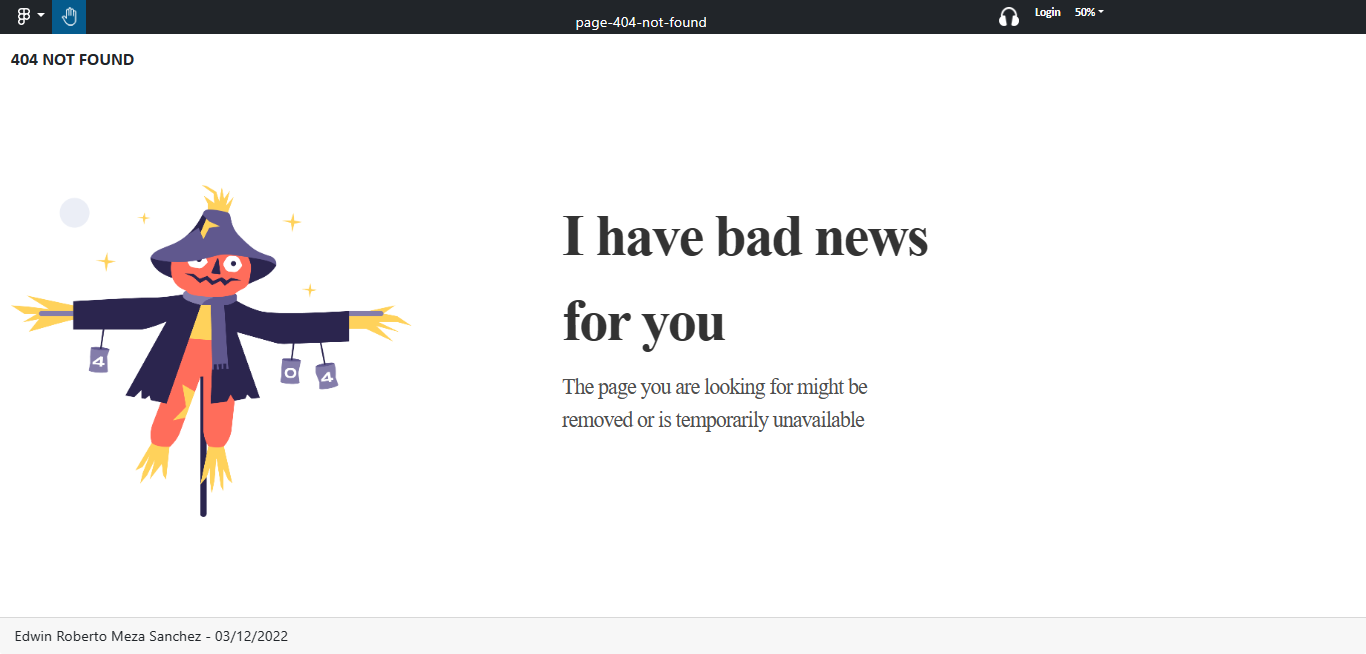 page-404-not-found
Login
50%
404 NOT FOUND
I have bad news
for you
4
0
4
The page you are looking for might be
removed or is temporarily unavailable
Edwin Roberto Meza Sanchez - 03/12/2022